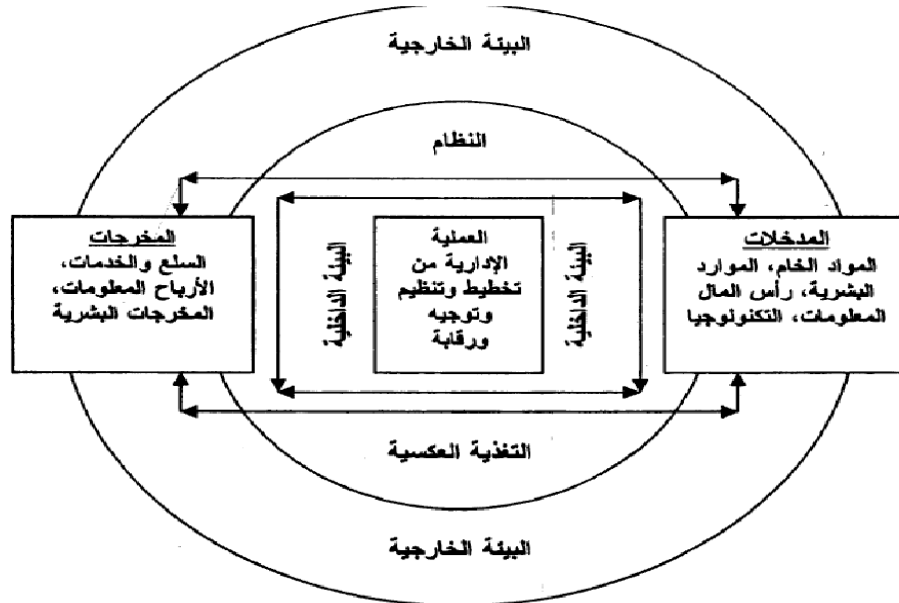 البيئة الخارجية
النظام
المدخلات
المواد الخام، الموارد
البشرية، رأس المال
المعلومات، التكنولوجيا
البيئة الداخلية
العملية
الإدارية من
تخطيط وتنظيم
وتوجيه
ورقابة
البيئة الداخلية
المخرجات
السلع والخدمات،
الأرباح المعلومات،
المخرجات البشرية
التغذية العكسية
البيئة الخارجية